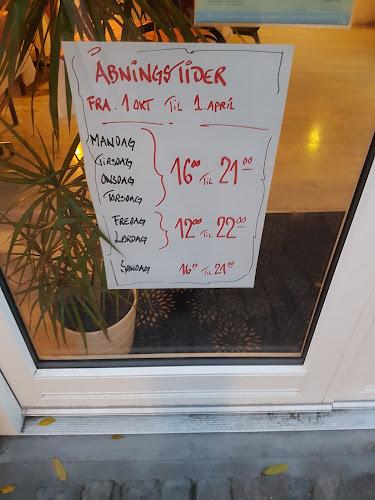 ÅBNINGSTIDER
FRA. 1 OKT TIL 1. APRIL
MANDAG
TIRSDAG
ONSDAG
TORSDAG
16⁰⁰ TIL 21⁰⁰
FREDAG
LØRDAG
12⁰⁰ TIL 22⁰⁰
SØNDAG 16⁰⁰ TIL 21⁰⁰